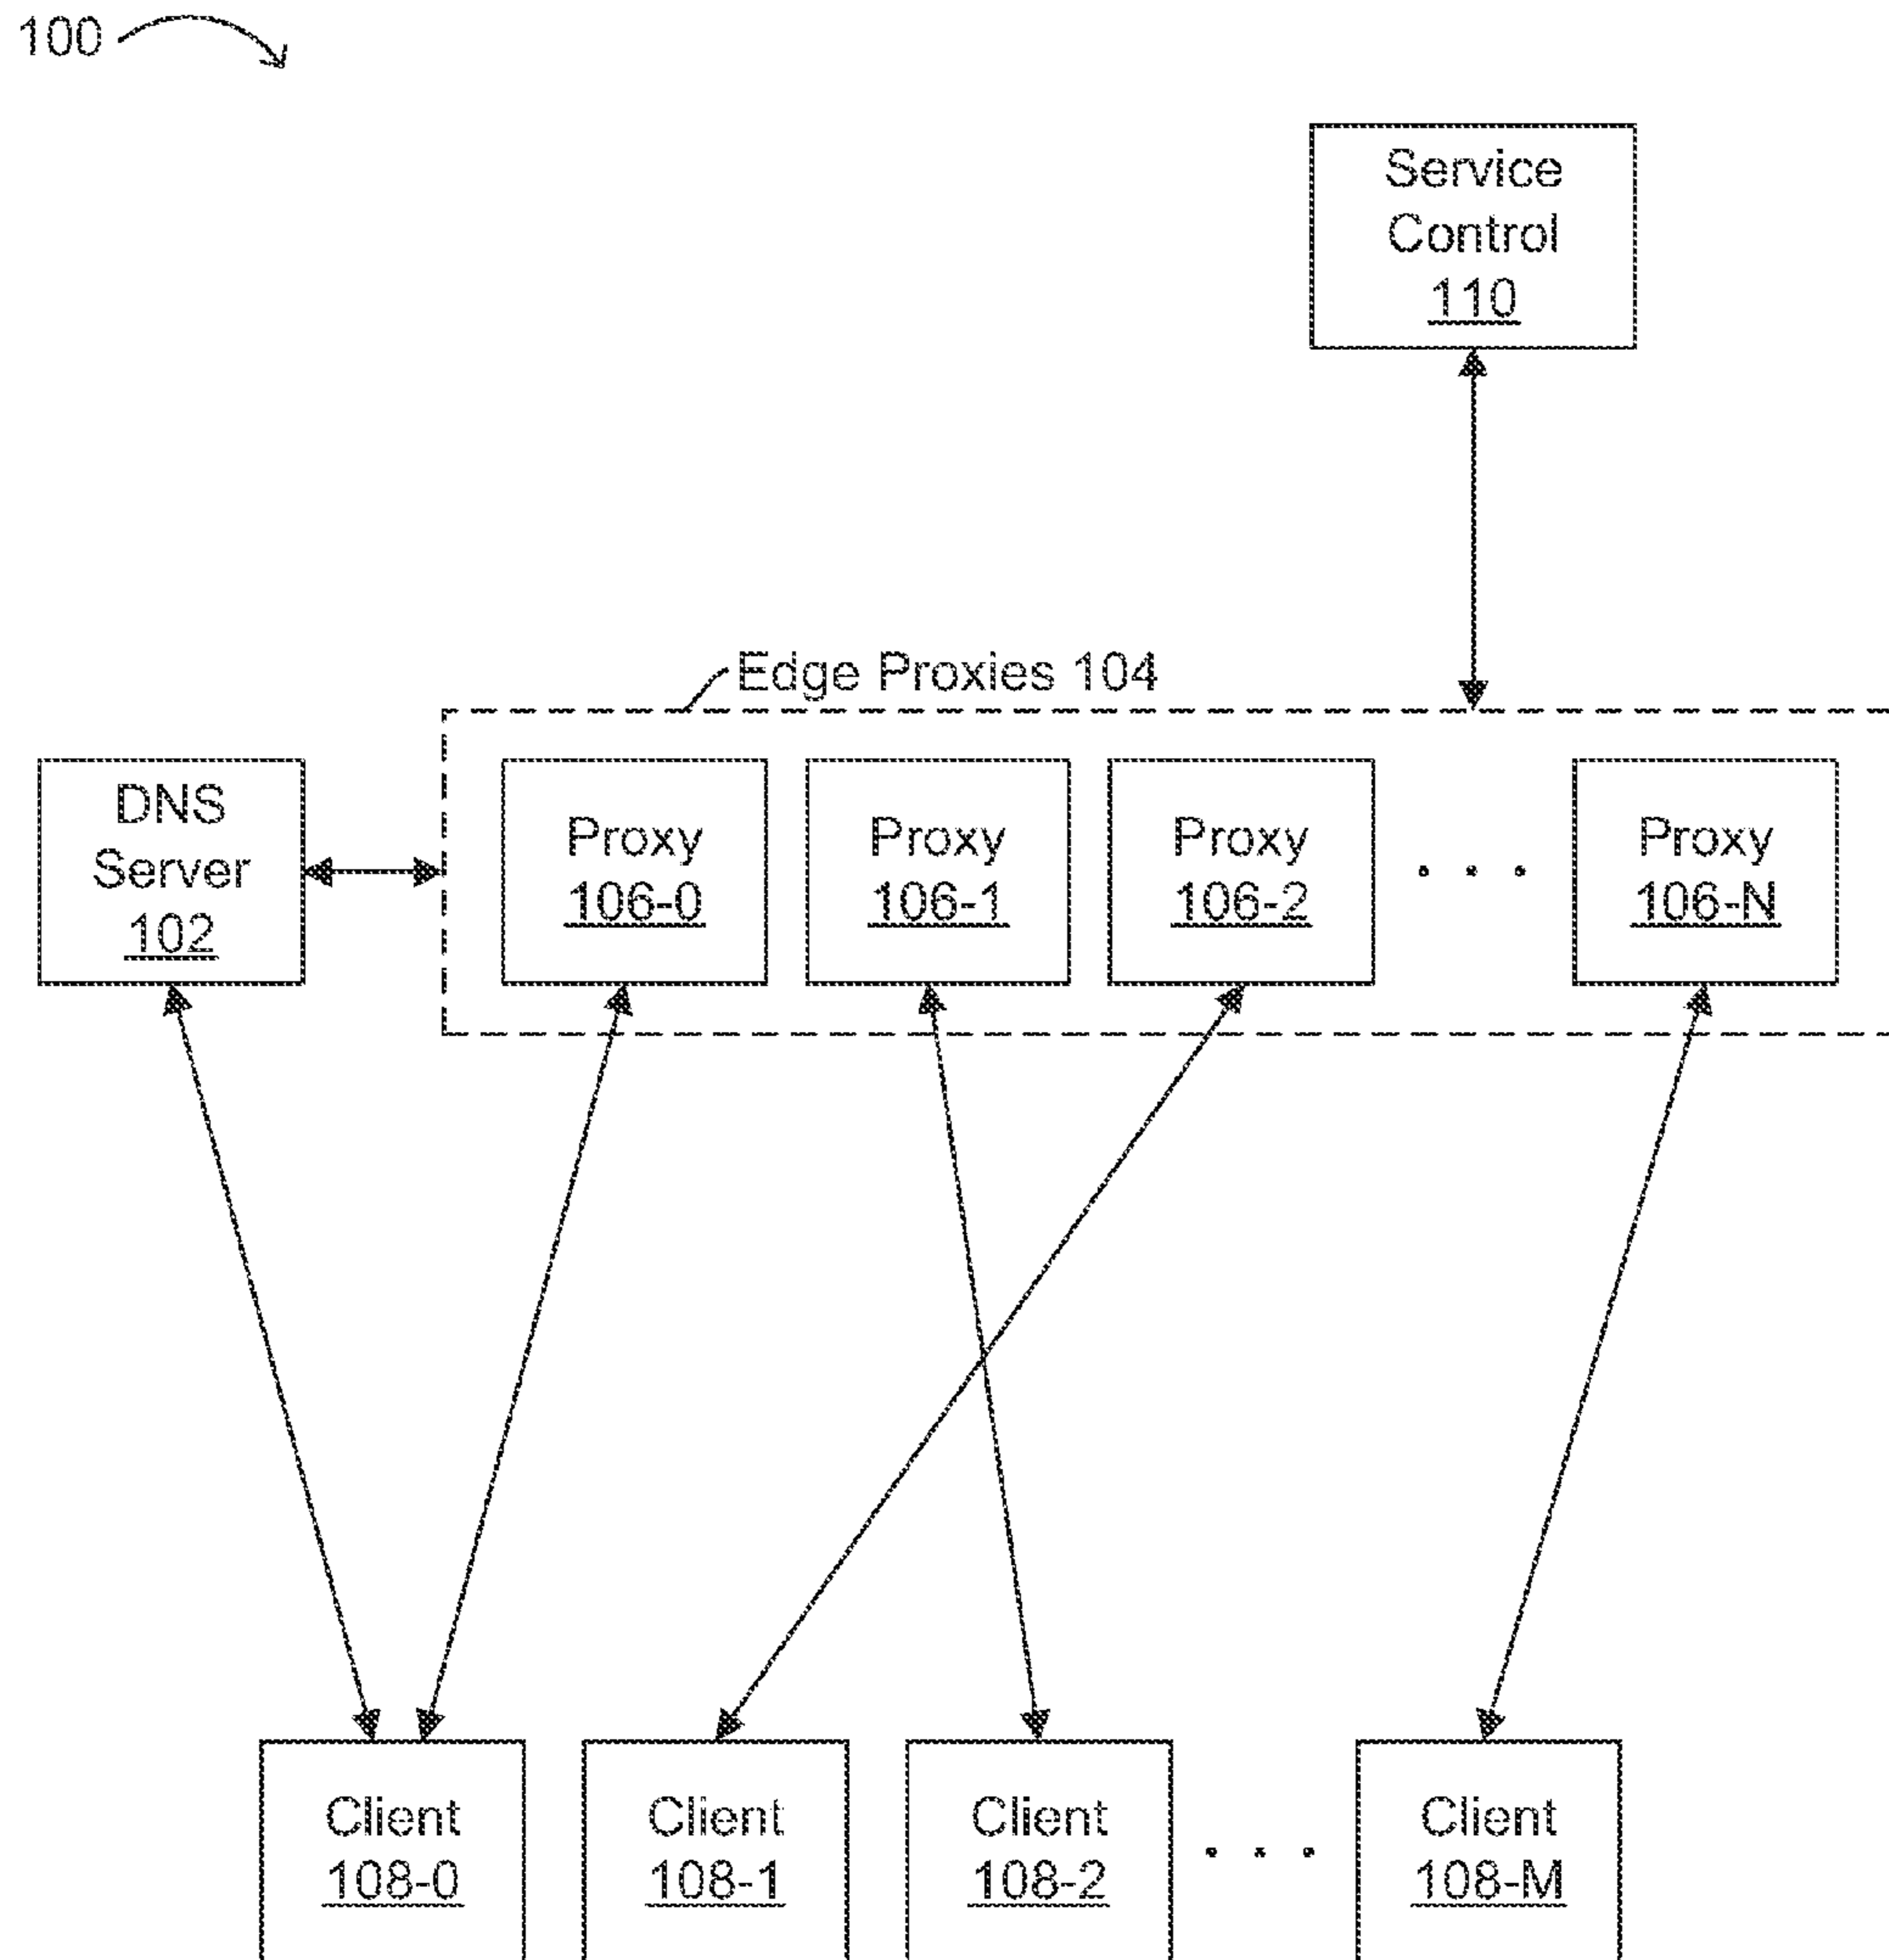 100
Service
Control
110
Edge Proxies 104
DNS
Server
102
Proxy
106-0
Proxy
106-1
Proxy
106-2
. . .
Proxy
106-N
Client
108-0
Client
108-1
Client
108-2
. . .
Client
108-M